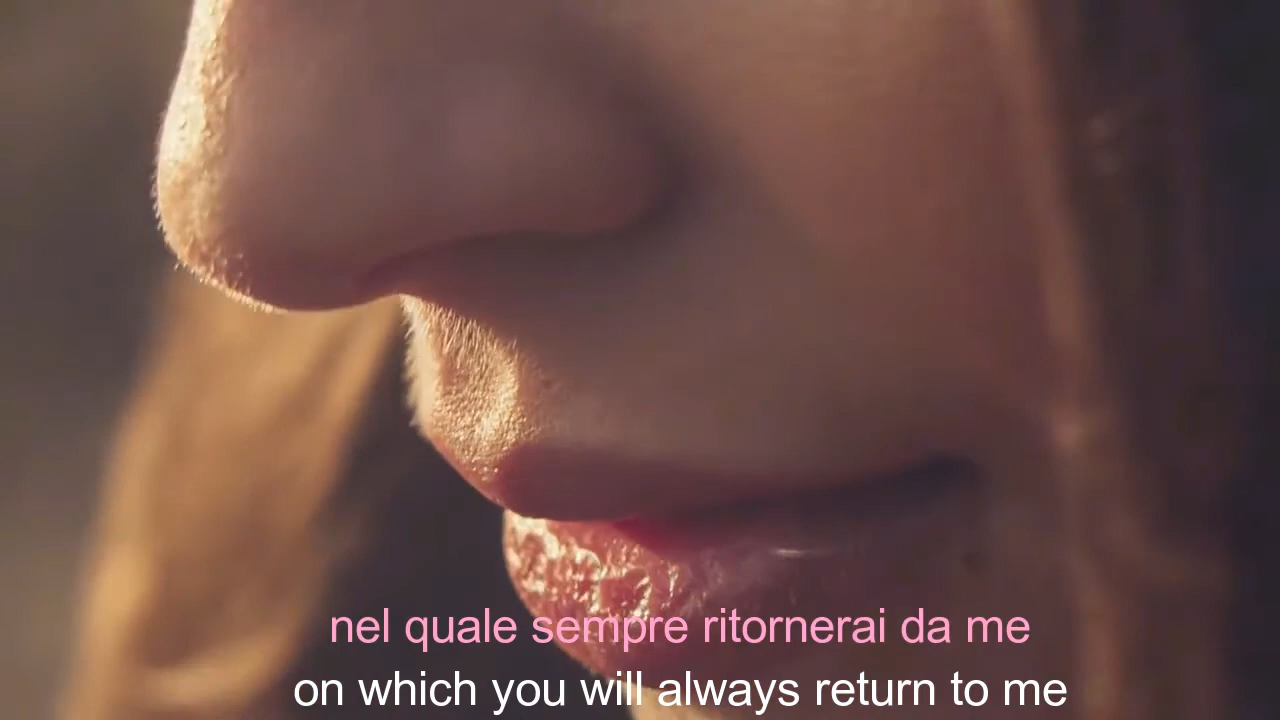 nel quale sempre ritornerai da me
on which you will always return to me